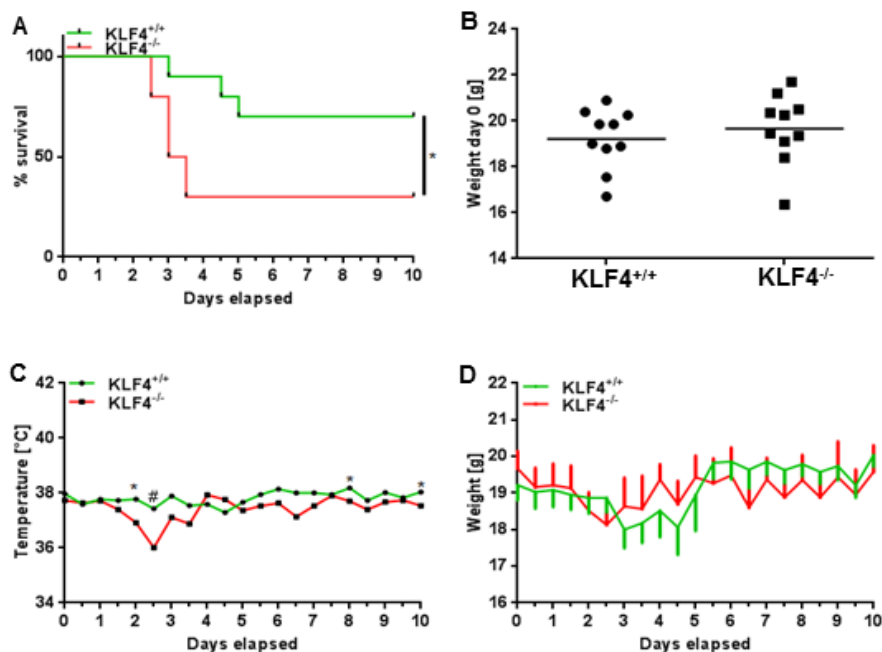 A
KLF4+/+
KLF4-/-
% survival
100
50
0
0 1 2 3 4 5 6 7 8 9 10
Days elapsed
*
B
Weight day 0 [g]
22
20
18
16
14
KLF4+/+ KLF4-/-
C
KLF4+/+
KLF4-/-
Temperature [°C]
42
40
38
36
34
* # * *
0 1 2 3 4 5 6 7 8 9 10
Days elapsed
D
KLF4+/+
KLF4-/-
Weight [g]
22
21
20
19
18
17
16
0 1 2 3 4 5 6 7 8 9 10
Days elapsed